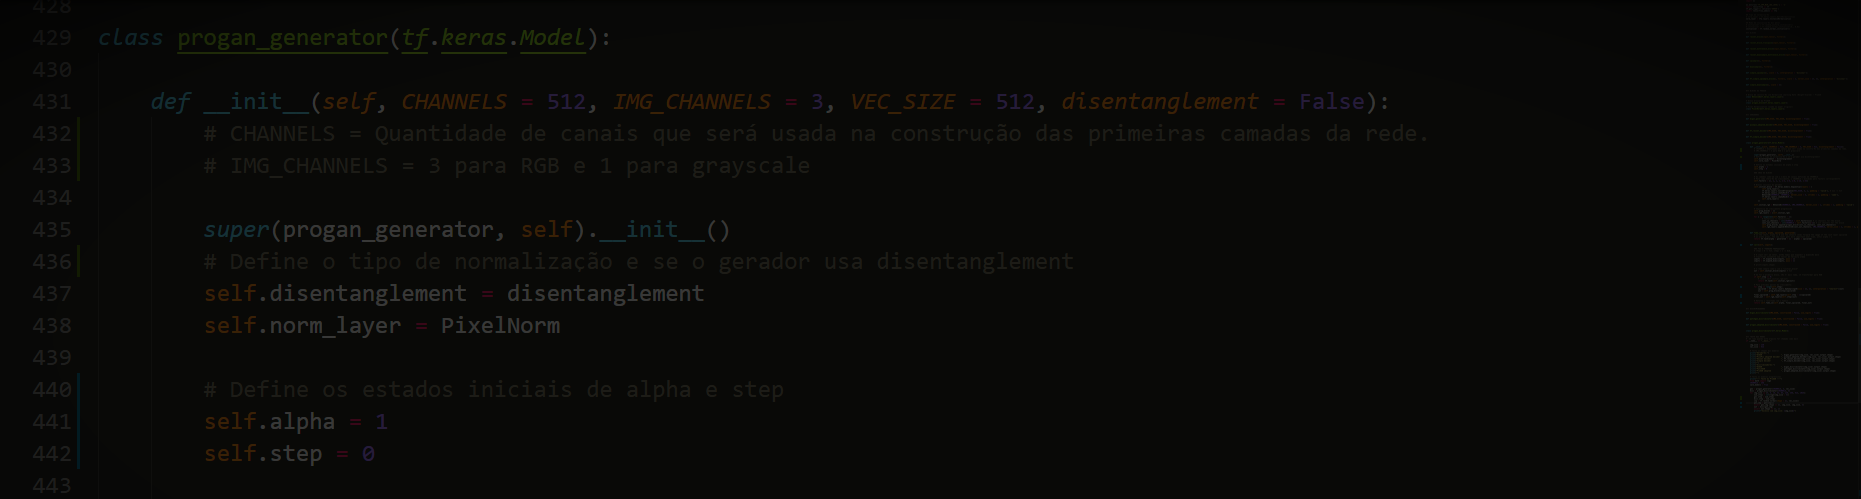 428
429 class progan_generator(tf.keras.Model):
430
431 def __init__(self, CHANNELS = 512, IMG_CHANNELS = 3, VEC_SIZE = 512, disentanglement = False):
432 # CHANNELS = Quantidade de canais que será usada na construção das primeiras camadas da rede.
433 # IMG_CHANNELS = 3 para RGB e 1 para grayscale
434
435 super(progan_generator, self).__init__()
436 # Define o tipo de normalização e se o gerador usa disentanglement
437 self.disentanglement = disentanglement
438 self.norm_layer = PixelNorm
439
440 # Define os estados iniciais de alpha e step
441 self.alpha = 1
442 self.step = 0
443